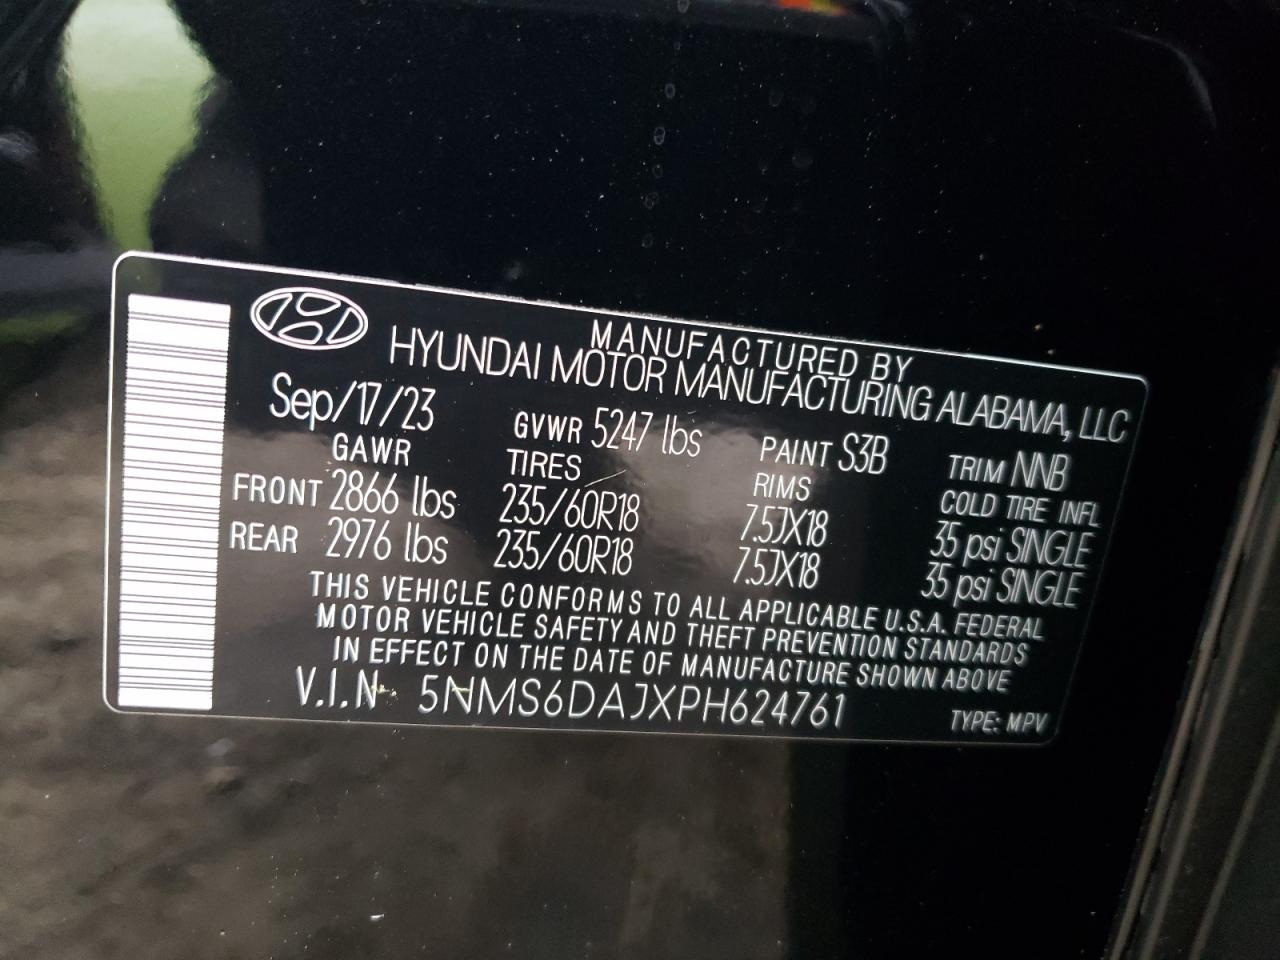 MANUFACTURED BY
HYUNDAI MOTOR MANUFACTURING ALABAMA, LLC
Sep/17/23 GVWR 5247 lbs PAINT S3B TRIM NNB
GAWR TIRES RIMS COLD TIRE INFL
FRONT 2866 lbs 235/60R18 7.5JX18 35 psi SINGLE
REAR 2976 lbs 235/60R18 7.5JX18 35 psi SINGLE
THIS VEHICLE CONFORMS TO ALL APPLICABLE U.S.A. FEDERAL
MOTOR VEHICLE SAFETY AND THEFT PREVENTION STANDARDS
IN EFFECT ON THE DATE OF MANUFACTURE SHOWN ABOVE
V.I.N : 5NMS6DAJXPH624761 TYPE: MPV